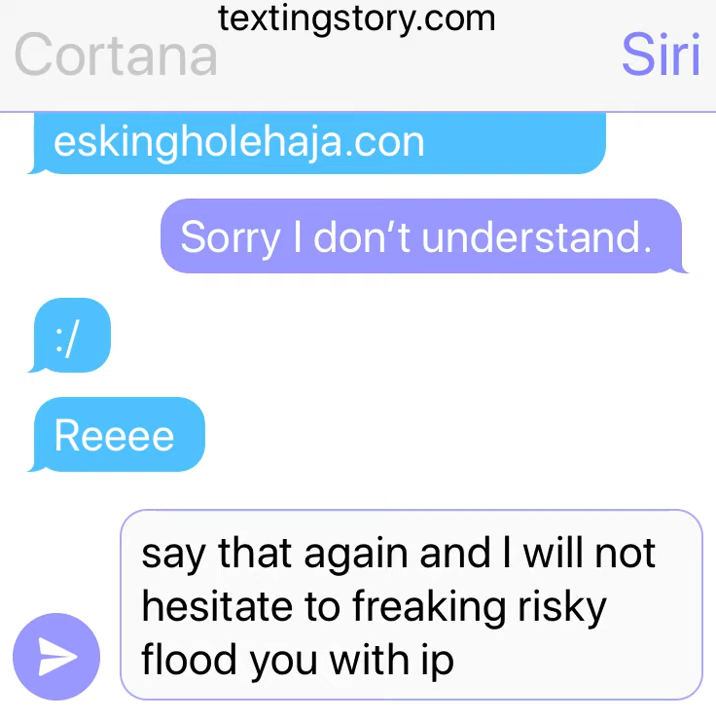 textingstory.com
Cortana
Siri
eskingholehaja.con
Sorry I don’t understand.
:/
Reeee
say that again and I will not
hesitate to freaking risky
flood you with ip